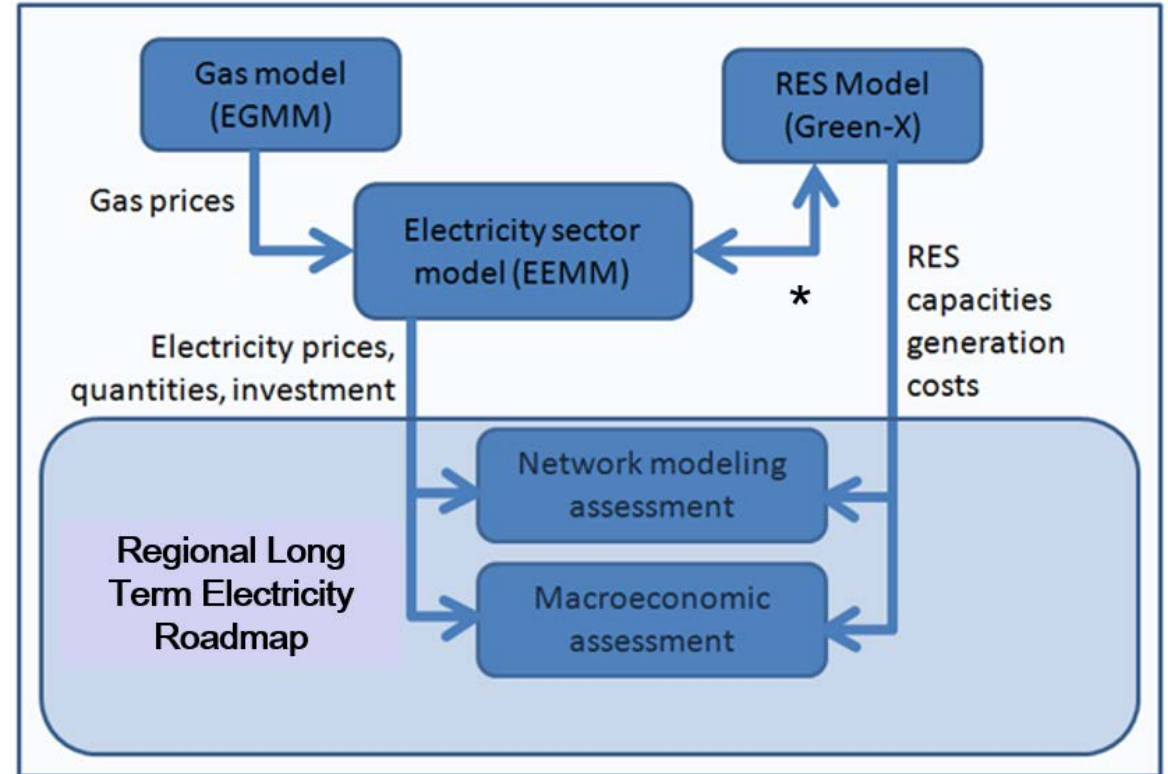 Gas model
(EGMM)
RES Model
(Green-X)
Gas prices
Electricity sector
model (EEMM)
*
RES
capacities
generation
costs
Electricity prices,
quantities, investment
Network modeling
assessment
Regional Long
Term Electricity
Roadmap
Macroeconomic
assessment